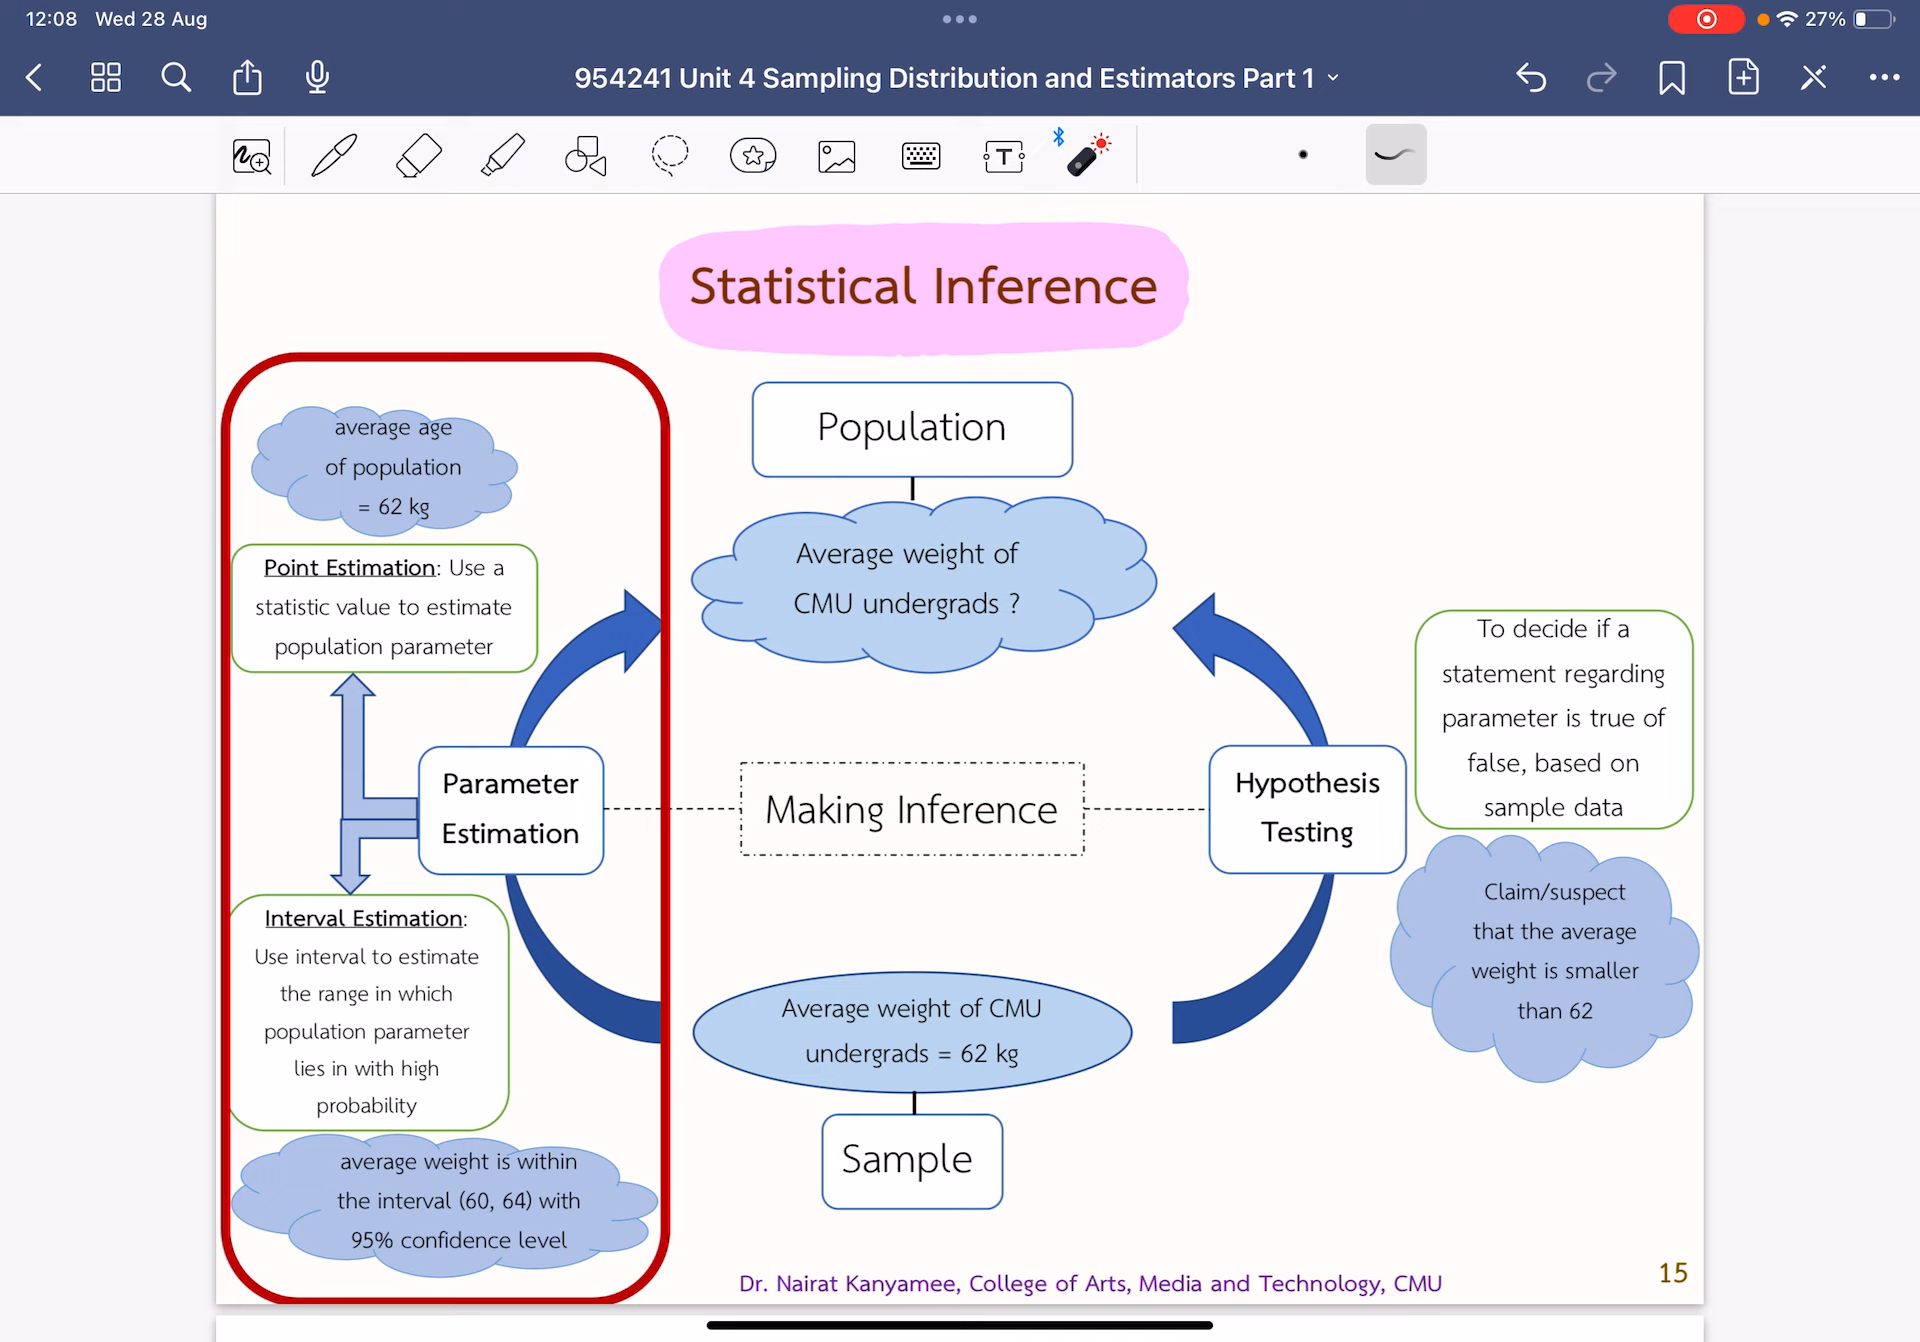 12:08 Wed 28 Aug
27%
954241 Unit 4 Sampling Distribution and Estimators Part 1
T
Statistical Inference
Population
average age
of population
= 62 kg
Average weight of
CMU undergrads ?
Point Estimation: Use a
statistic value to estimate
population parameter
To decide if a
statement regarding
parameter is true of
false, based on
sample data
Parameter
Estimation
Making Inference
Hypothesis
Testing
Claim/suspect
that the average
weight is smaller
than 62
Interval Estimation:
Use interval to estimate
the range in which
population parameter
lies in with high
probability
Average weight of CMU
undergrads = 62 kg
Sample
average weight is within
the interval (60, 64) with
95% confidence level
Dr. Nairat Kanyamee, College of Arts, Media and Technology, CMU
15